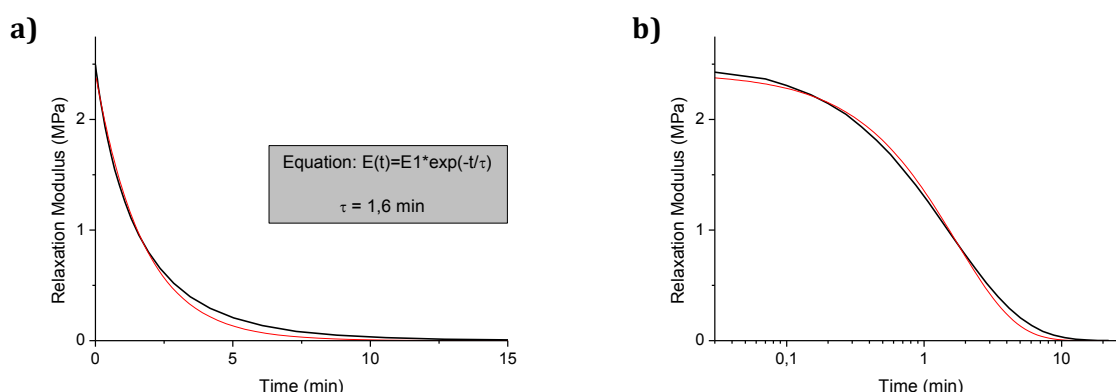 a)
Relaxation Modulus (MPa)
2
1
0
0
5
10
15
Time (min)
Equation: E(t)=E1*exp(-t/τ)
τ = 1,6 min
b)
Relaxation Modulus (MPa)
2
1
0
0,1
1
10
Time (min)